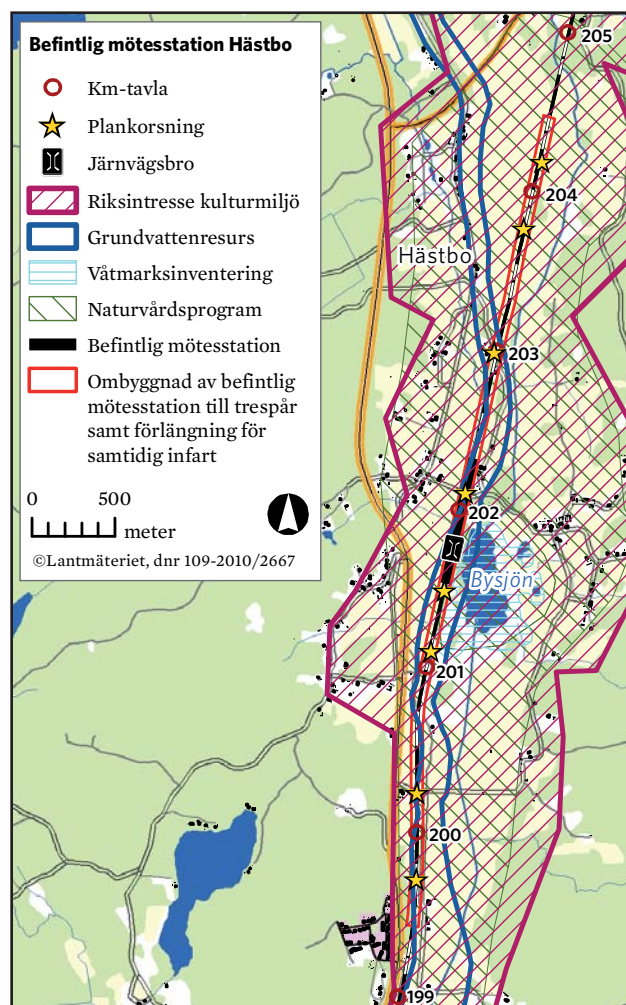 Befintlig mötesstation Hästbo
Km-tavla
Plankorsning
Järnvägsbro
Riksintresse kulturmiljö
Grundvattenresurs
Våtmarksinventering
Naturvårdsprogram
Befintlig mötesstation
Ombyggnad av befintlig
mötesstation till trespår
samt förlängning för
samtidig infart
0 500
meter
©Lantmäteriet, dnr 109-2010/2667
205
204
Hästbo
203
202
Bysjön
201
200
199